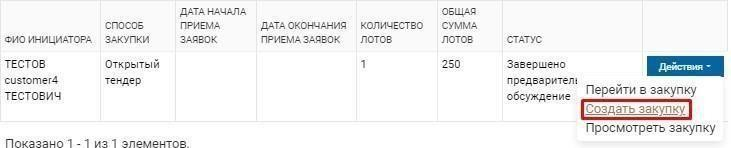 ФИО ИНИЦИАТОРА СПОСОБ ЗАКУПКИ ДАТА НАЧАЛА ПРИЕМА ЗАЯВОК ДАТА ОКОНЧАНИЯ ПРИЕМА ЗАЯВОК КОЛИЧЕСТВО ЛОТОВ ОБЩАЯ СУММА ЛОТОВ СТАТУС
ТЕСТОВ customer4 ТЕСТОВИЧ Открытый тендер 1 250 Завершено предварител обсуждение Действия
Перейти в закупку
Создать закупку
Просмотреть закупку
Показано 1 - 1 из 1 элементов.